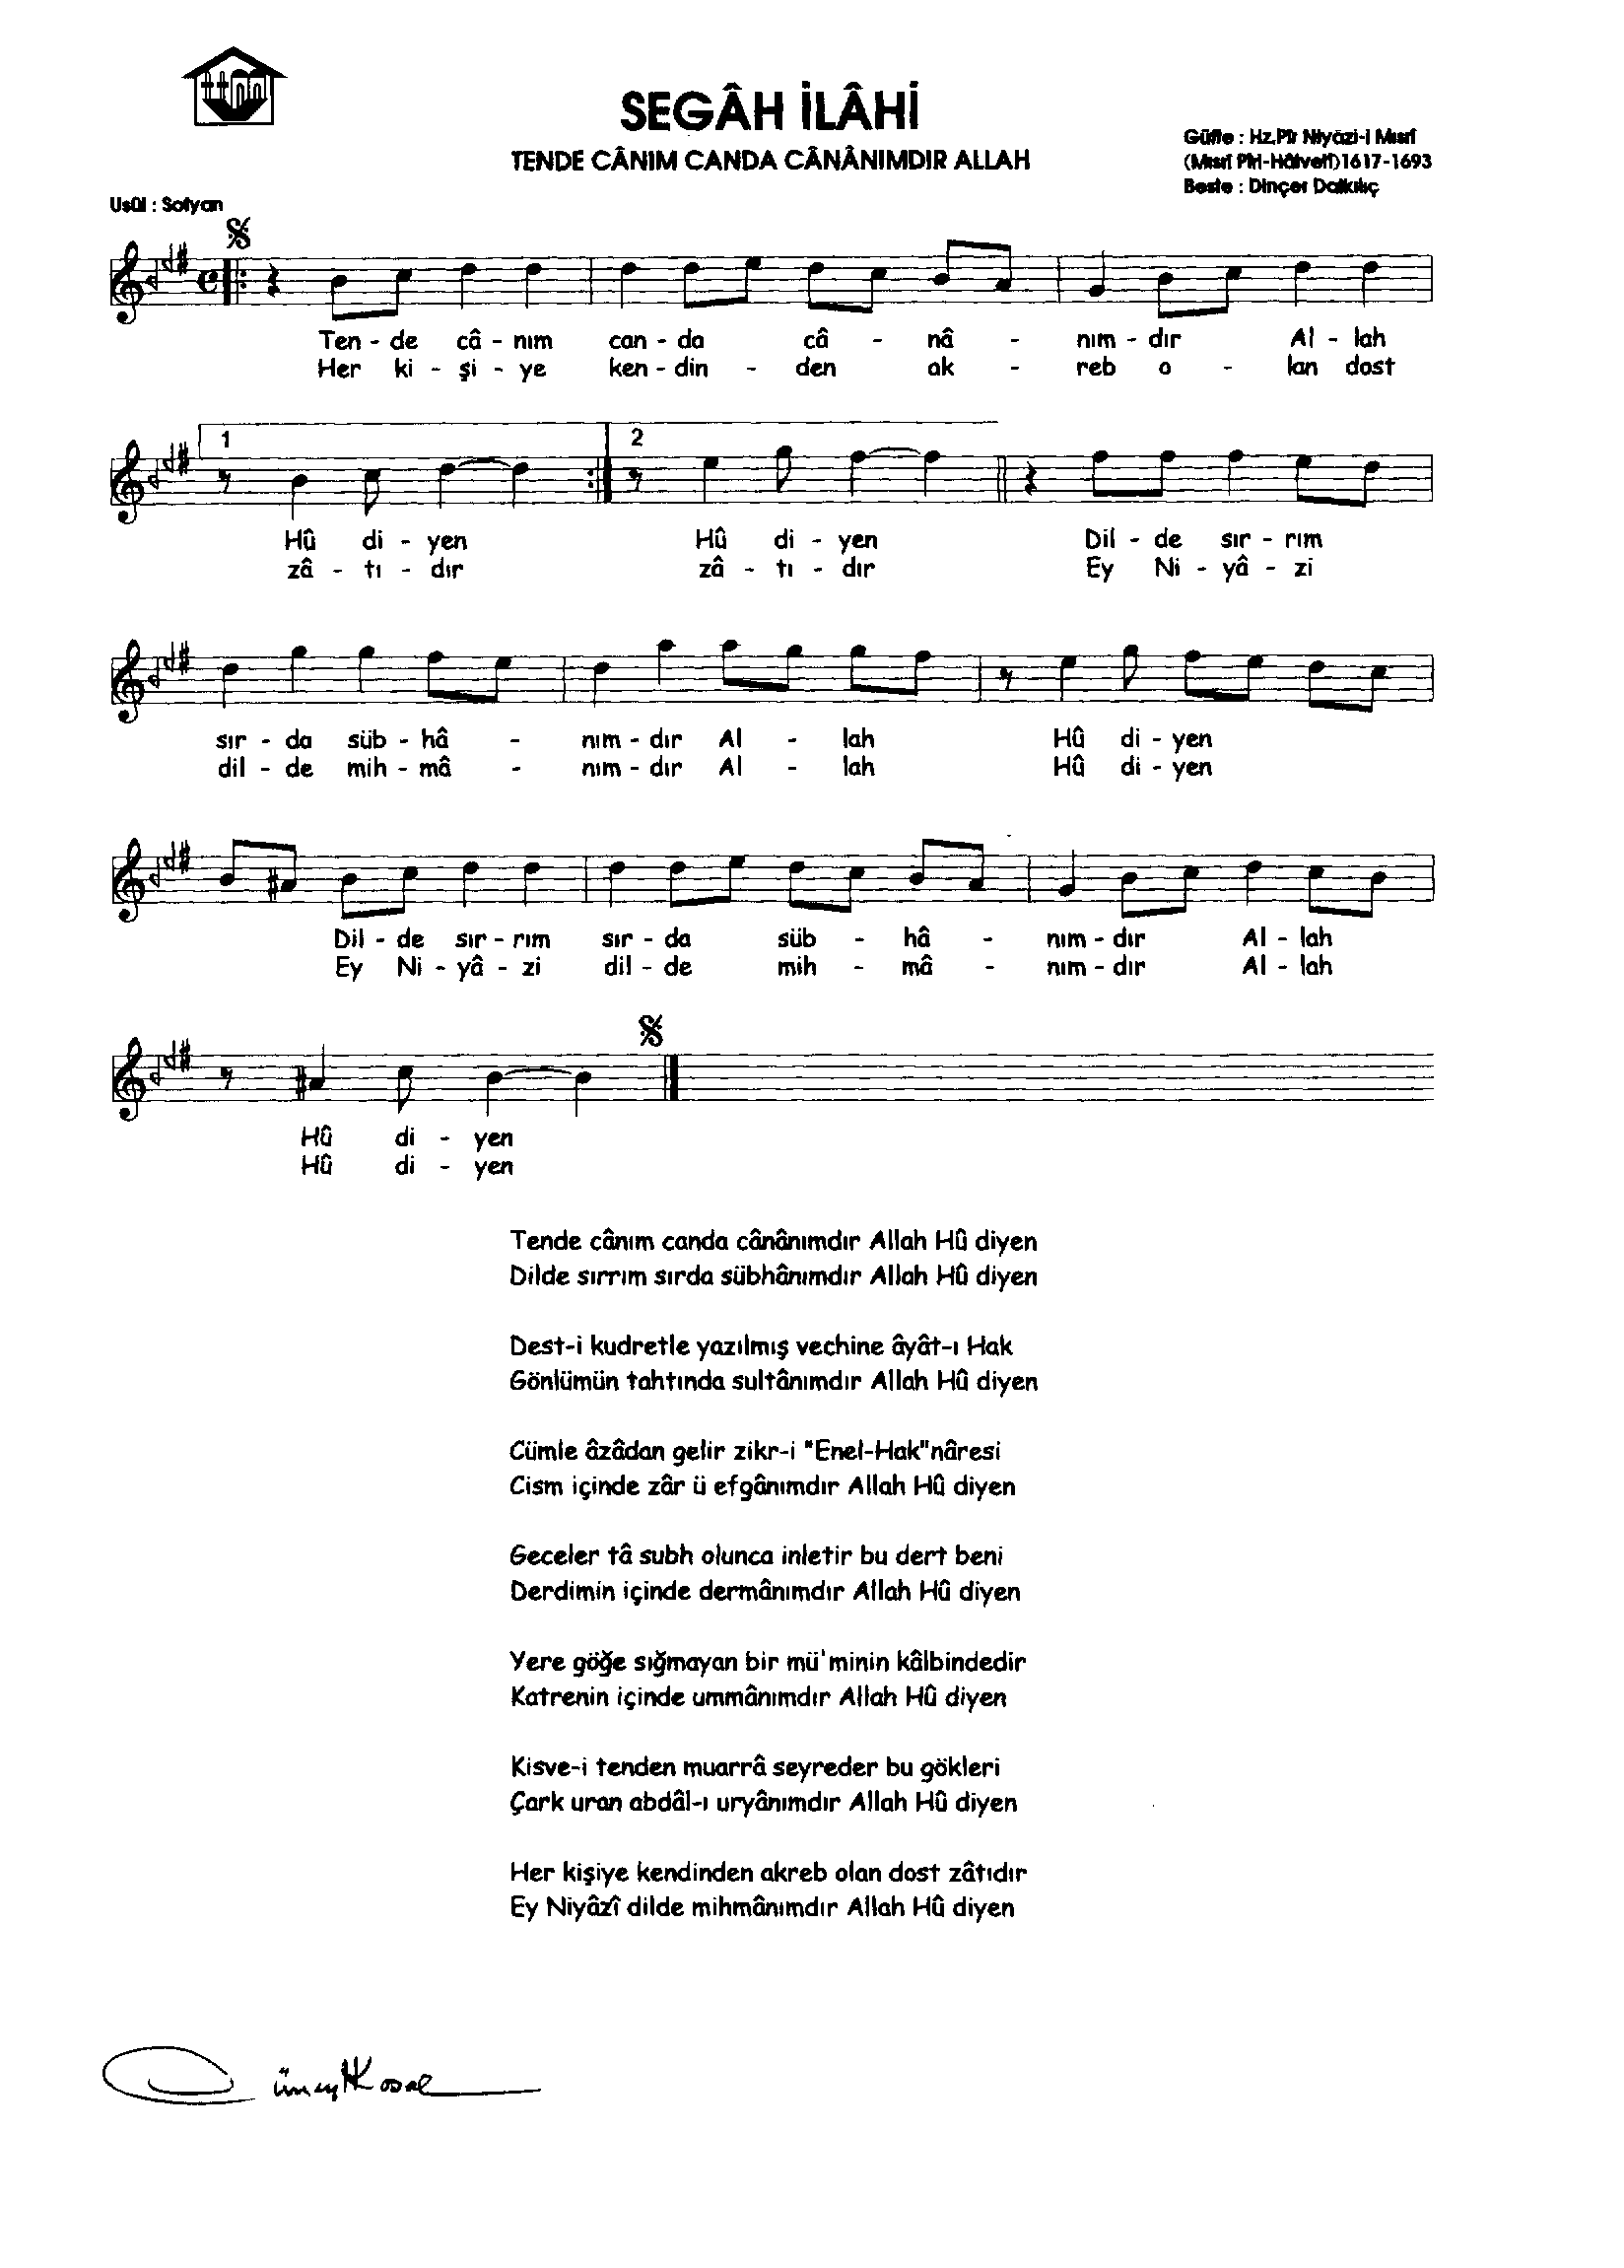 SEGÂH İLÂHİ
TENDE CÂNIM CANDA CÂNÂNIMDIR ALLAH
Güfte : Hz.Pîr Niyâzi-i Mısrî
(Mısrî Pîri-Hâlvetî)1617-1693
Beste : Dinçer Dalkılıç
Usûl : Sofyan
Ten - de câ - nım can - da câ - nâ - nım - dır Al - lah
Her ki - şi - ye ken - din - den ak - reb o - lan dost
1 2
Hû di - yen Hû di - yen Dil - de sır - rım
zâ - tı - dır zâ - tı - dır Ey Ni - yâ - zi
sır - da süb - hâ - nım - dır Al - lah Hû di - yen
dil - de mih - mâ - nım - dır Al - lah Hû di - yen
Dil - de sır - rım sır - da süb - hâ - nım - dır Al - lah
Ey Ni - yâ - zi dil - de mih - mâ - nım - dır Al - lah
Hû di - yen
Hû di - yen
Tende cânım canda cânânımdır Allah Hû diyen
Dilde sırrım sırda sübhânımdır Allah Hû diyen
Dest-i kudretle yazılmış vechine âyât-ı Hak
Gönlümün tahtında sultânımdır Allah Hû diyen
Cümle âzâdan gelir zikr-i "Enel-Hak"nâresi
Cism içinde zâr ü efgânımdır Allah Hû diyen
Geceler tâ subh olunca inletir bu dert beni
Derdimin içinde dermânımdır Allah Hû diyen
Yere göğe sığmayan bir mü'minin kâlbindedir
Katrenin içinde ummânımdır Allah Hû diyen
Kisve-i tenden muarrâ seyreder bu gökleri
Çark uran abdâl-ı uryânımdır Allah Hû diyen
Her kişiye kendinden akreb olan dost zâtıdır
Ey Niyâzî dilde mihmânımdır Allah Hû diyen